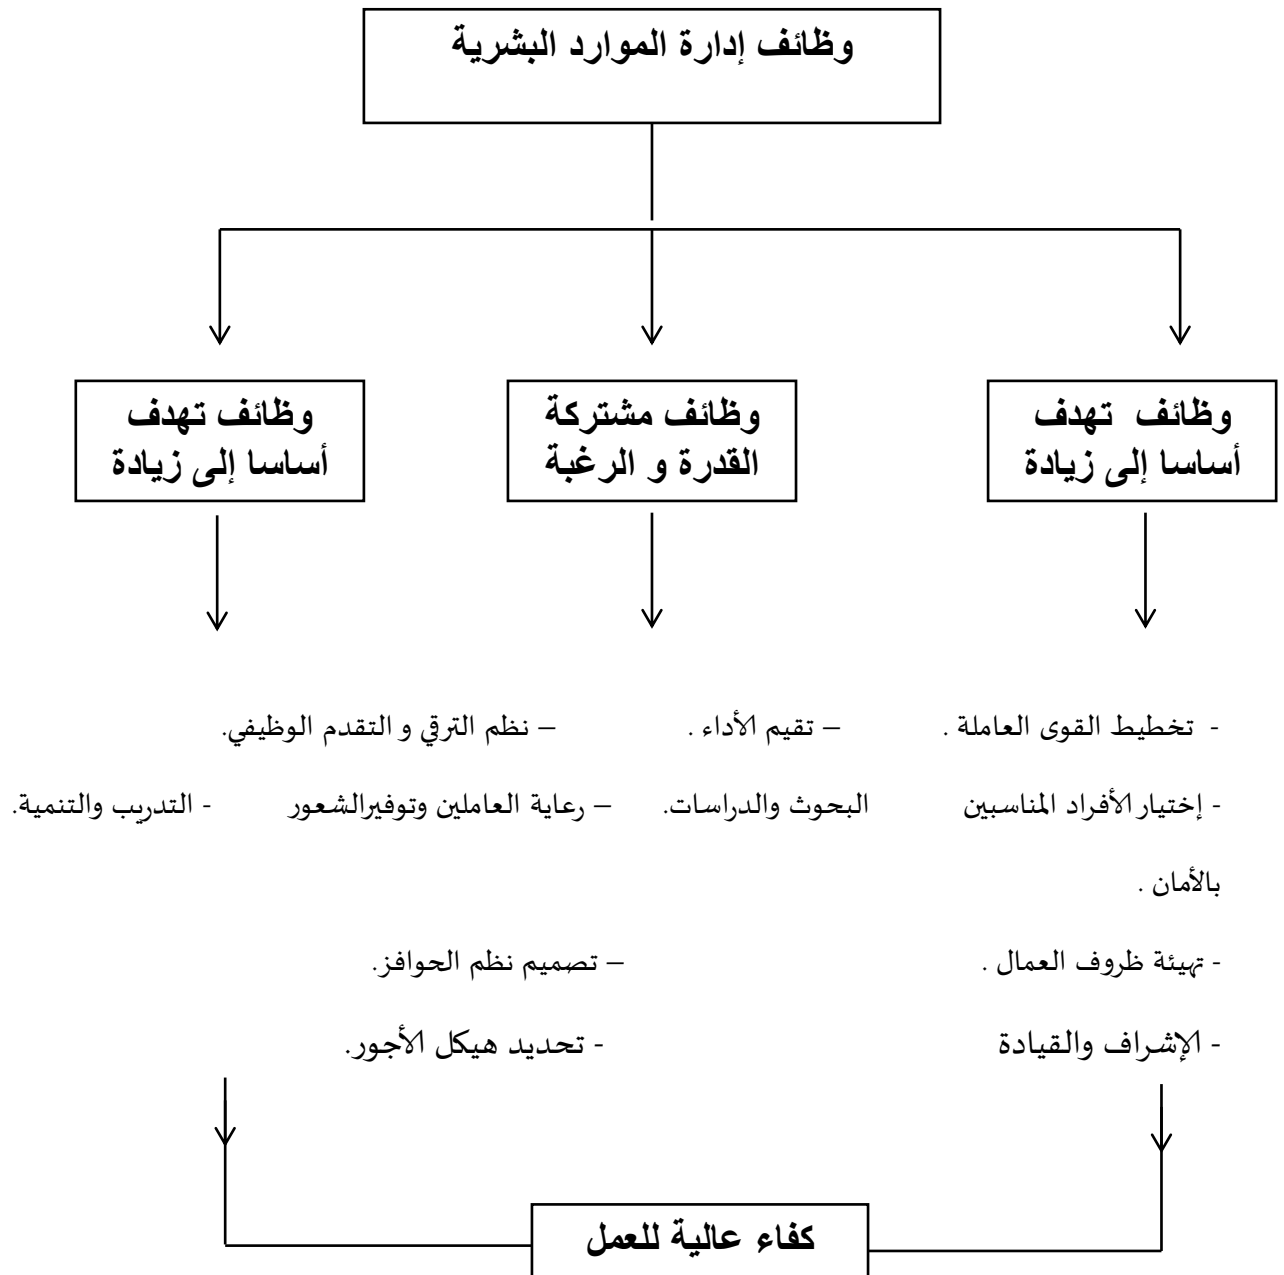 وظائف إدارة الموارد البشرية
وظائف تهدف
أساسا إلى زيادة
وظائف مشتركة
القدرة و الرغبة
وظائف تهدف
أساسا إلى زيادة
- تخطيط القوى العاملة . – تقيم الأداء . – نظم الترقي و التقدم الوظيفي.
- إختيار الأفراد المناسبين البحوث والدراسات. – رعاية العاملين وتوفيرالشعور - التدريب والتنمية.
بالأمان .
- تهيئة ظروف العمال . – تصميم نظم الحوافز.
- الإشراف والقيادة - تحديد هيكل الأجور.
كفاء عالية للعمل